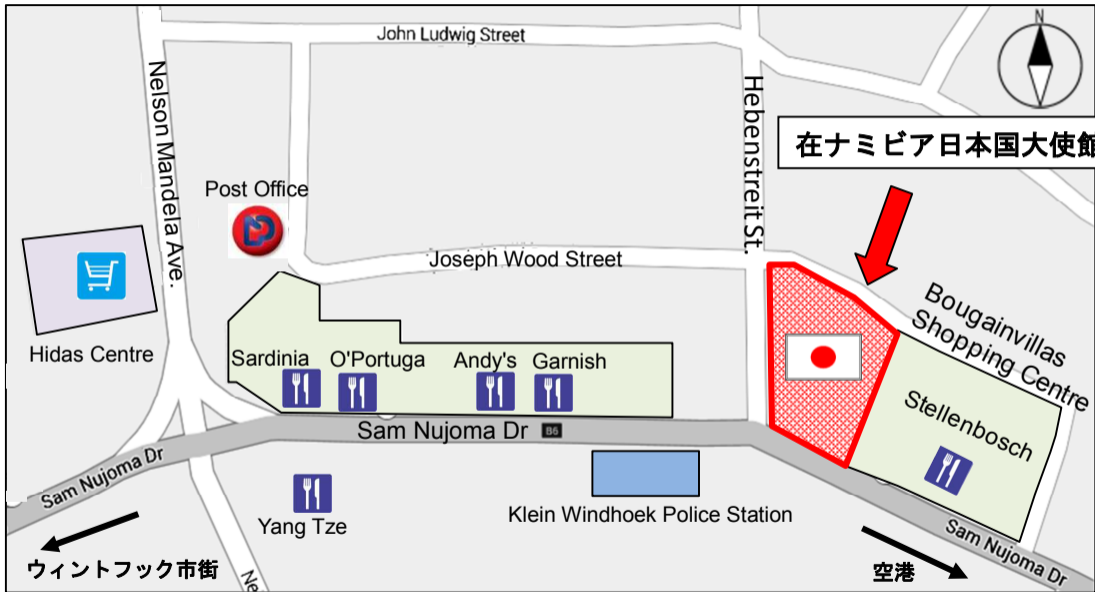 John Ludwig Street
N
Nelson Mandela Ave.
Hebenstreit St.
在ナミビア日本国大使館
Post Office
Joseph Wood Street
Bougainvillas
Shopping Centre
Hidas Centre
Sardinia
O'Portuga
Andy's
Garnish
Stellenbosch
Sam Nujoma Dr
B6
Sam Nujoma Dr
Yang Tze
Klein Windhoek Police Station
Sam Nujoma Dr
ウィントフック市街
空港
Ne